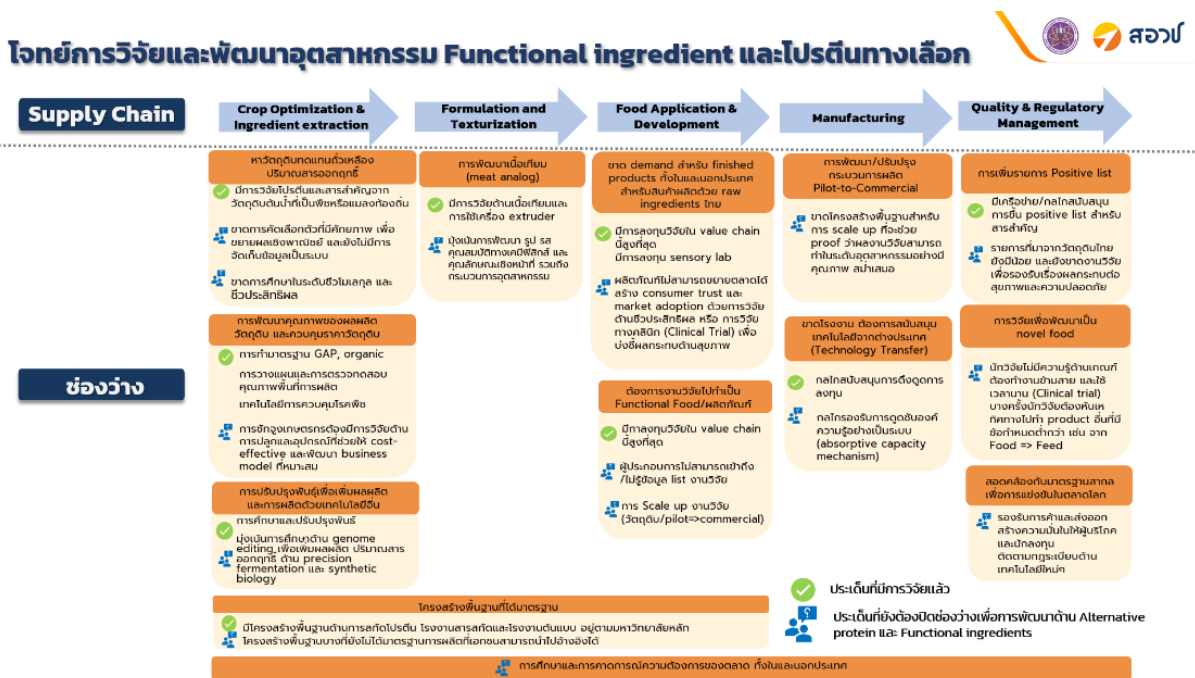 โจทย์การวิจัยและพัฒนาอุตสาหกรรม Functional ingredient และโปรตีนทางเลือก
สอวช
Supply Chain
Crop Optimization &
Ingredient extraction
Formulation and
Texturization
Food Application &
Development
Manufacturing
Quality & Regulatory
Management
ช่องว่าง
หาวัตถุดิบทดแทนถั่วเหลือง
ปริมาณสารออกฤทธิ์
มีการวิจัยโปรตีนและสารสำคัญจาก
วัตถุดิบต้นน้ำที่เป็นพืชหรือแมลงท้องถิ่น
ขาดการคัดเลือกตัวที่มีศักยภาพ เพื่อ
ขยายผลเชิงพาณิชย์ และยังไม่มีการ
จัดเก็บข้อมูลเป็นระบบ
ขาดการศึกษาในระดับชีวโมเลกุล และ
ชีวประสิทธิผล
การพัฒนาคุณภาพของผลผลิต
วัตถุดิบ และควบคุมราคาวัตถุดิบ
การทำมาตรฐาน GAP, organic
การวางแผนและการตรวจทดสอบ
คุณภาพพื้นที่การผลิต
เทคโนโลยีการควบคุมโรคพืช
การชักจูงเกษตรกรต้องมีการวิจัยด้าน
การปลูกและอุปกรณ์ที่ช่วยให้ cost-
effective และพัฒนา business
model ที่เหมาะสม
การปรับปรุงพันธุ์เพื่อเพิ่มผลผลิต
และการผลิตด้วยเทคโนโลยีอื่น
การศึกษาและปรับปรุงพันธุ์
มุ่งเน้นการศึกษาด้าน genome
editing เพื่อเพิ่มผลผลิต ปริมาณสาร
ออกฤทธิ์ ด้าน precision
fermentation และ synthetic
biology
การพัฒนาเนื้อเทียม
(meat analog)
มีการวิจัยด้านเนื้อเทียมและ
การใช้เครื่อง extruder
มุ่งเน้นการพัฒนา รูป รส
คุณสมบัติทางเคมีฟิสิกส์ และ
คุณลักษณะเชิงหน้าที่ รวมถึง
กระบวนการอุตสาหกรรม
ขาด demand สำหรับ finished
products ทั้งในและนอกประเทศ
สำหรับสินค้าผลิตด้วย raw
ingredients ไทย
มีการลงทุนใน value chain
นี้สูงที่สุด
มีการลงทุน sensory lab
ผลิตภัณฑ์ไม่สามารถขยายตลาดได้
สร้าง consumer trust และ
market adoption ด้วยการวิจัย
ด้านชีวประสิทธิผล หรือ การวิจัย
ทางคลินิก (Clinical Trial) เพื่อ
บ่งชี้ผลกระทบด้านสุขภาพ
ต้องการงานวิจัยไปทำเป็น
Functional Food/ผลิตภัณฑ์
มีกาลงทุนวิจัยใน value chain
นี้สูงที่สุด
ผู้ประกอบการไม่สามารถเข้าถึง
/ไม่รู้ข้อมูล list งานวิจัย
การ Scale up งานวิจัย
(วัตถุดิบ/pilot=>commercial)
การพัฒนา/ปรับปรุง
กระบวนการผลิต
Pilot-to-Commercial
ขาดโครงสร้างพื้นฐานสำหรับ
การ scale up ที่จะช่วย
proof ว่าผลงานวิจัยสามารถ
ทำในระดับอุตสาหกรรมอย่างมี
คุณภาพ สม่ำเสมอ
ขาดโรงงาน ต้องการสนับสนุน
เทคโนโลยีจากต่างประเทศ
(Technology Transfer)
กลไกสนับสนุนการดึงดูดการ
ลงทุน
กลไกรองรับการดูดซับองค์
ความรู้อย่างเป็นระบบ
(absorptive capacity
mechanism)
การเพิ่มรายการ Positive list
มีเครือข่าย/กลไกสนับสนุน
การขึ้น positive list สำหรับ
สารสำคัญ
รายการที่มาจากวัตถุดิบไทย
ยังมีน้อย และยังขาดงานวิจัย
เพื่อรองรับเรื่องผลกระทบต่อ
สุขภาพและความปลอดภัย
การวิจัยเพื่อพัฒนาเป็น
novel food
นักวิจัยไม่มีความรู้ด้านเกณฑ์
ต้องทำงานข้ามสาย และใช้
เวลานาน (Clinical trial)
บางครั้งนักวิจัยต้องหันเห
ทิศทางไปทำ product อื่นที่มี
ข้อกำหนดต่ำกว่า เช่น จาก
Food => Feed
สอดคล้องกับมาตรฐานสากล
เพื่อการแข่งขันในตลาดโลก
รองรับการค้าและส่งออก
สร้างความมั่นในให้ผู้บริโภค
และนักลงทุน
ติดตามกฎระเบียบด้าน
เทคโนโลยีใหม่ๆ
โครงสร้างพื้นฐานที่ได้มาตรฐาน
มีโครงสร้างพื้นฐานด้านการสกัดโปรตีน โรงงานสารสกัดและโรงงานต้นแบบ อยู่ตามมหาวิทยาลัยหลัก
โครงสร้างพื้นฐานบางที่ยังไม่ได้มาตรฐานการผลิตที่เอกชนสามารถนำไปอ้างอิงได้
ประเด็นที่มีการวิจัยแล้ว
ประเด็นที่ยังต้องปิดช่องว่างเพื่อการพัฒนาด้าน Alternative
protein และ Functional ingredients
การศึกษาและการคาดการณ์ความต้องการของตลาด ทั้งในและนอกประเทศ